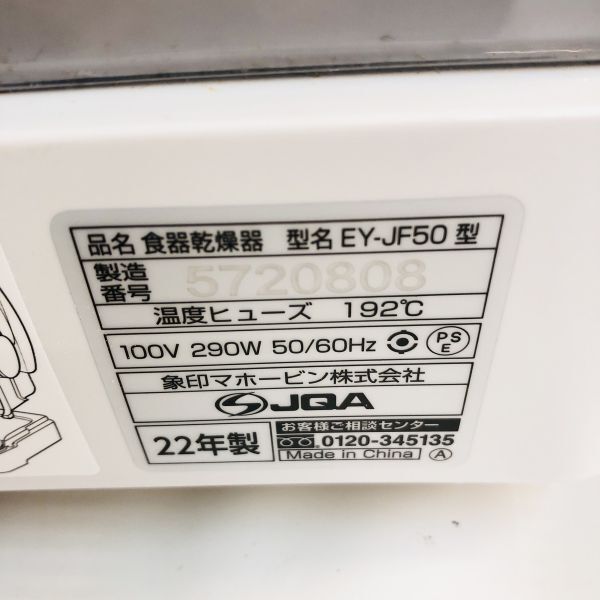 品名 食器乾燥器 型名 EY-JF50 型
製造番号 5720808
温度ヒューズ 192℃
100V 290W 50/60Hz PSE
象印マホービン株式会社
JQA
22年製
お客様ご相談センター
0120-345135
Made in China Ⓐ